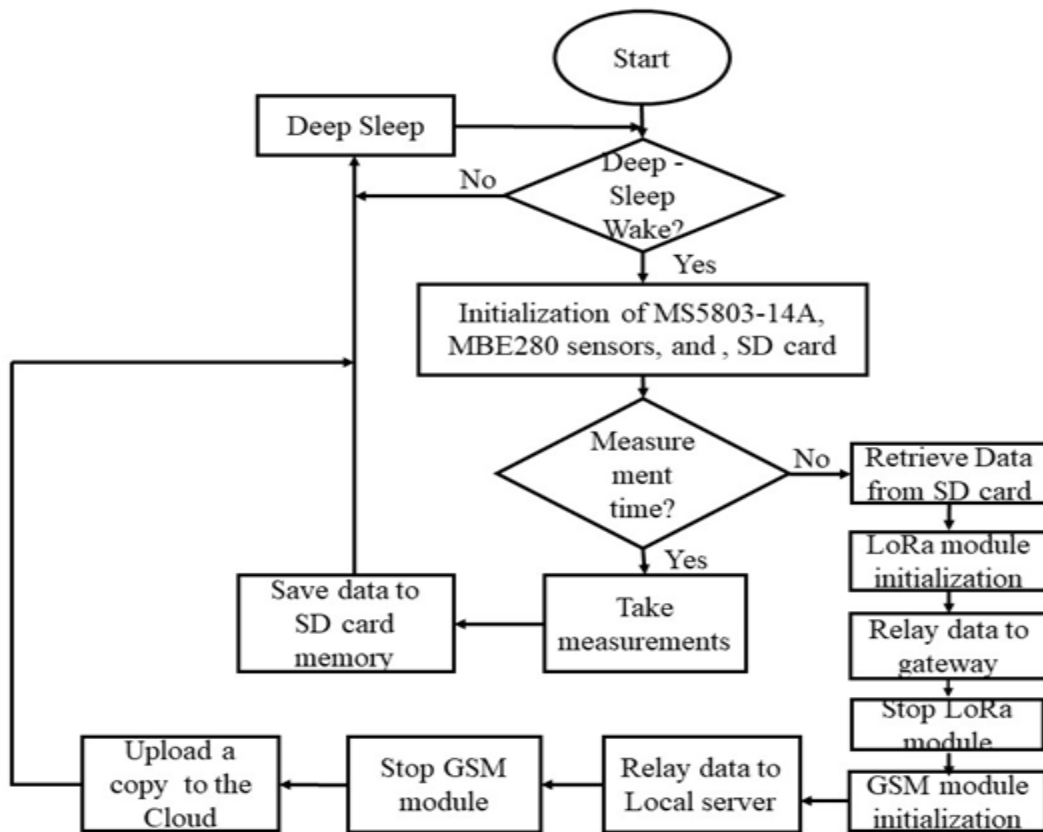 Start
Deep Sleep
Deep -
Sleep
Wake?
No
Yes
Initialization of MS5803-14A,
MBE280 sensors, and , SD card
Measure
ment
time?
No
Retrieve Data
from SD card
Yes
LoRa module
initialization
Save data to
SD card
memory
Take
measurements
Relay data to
gateway
Stop LoRa
module
Upload a
copy to the
Cloud
Stop GSM
module
Relay data to
Local server
GSM module
initialization